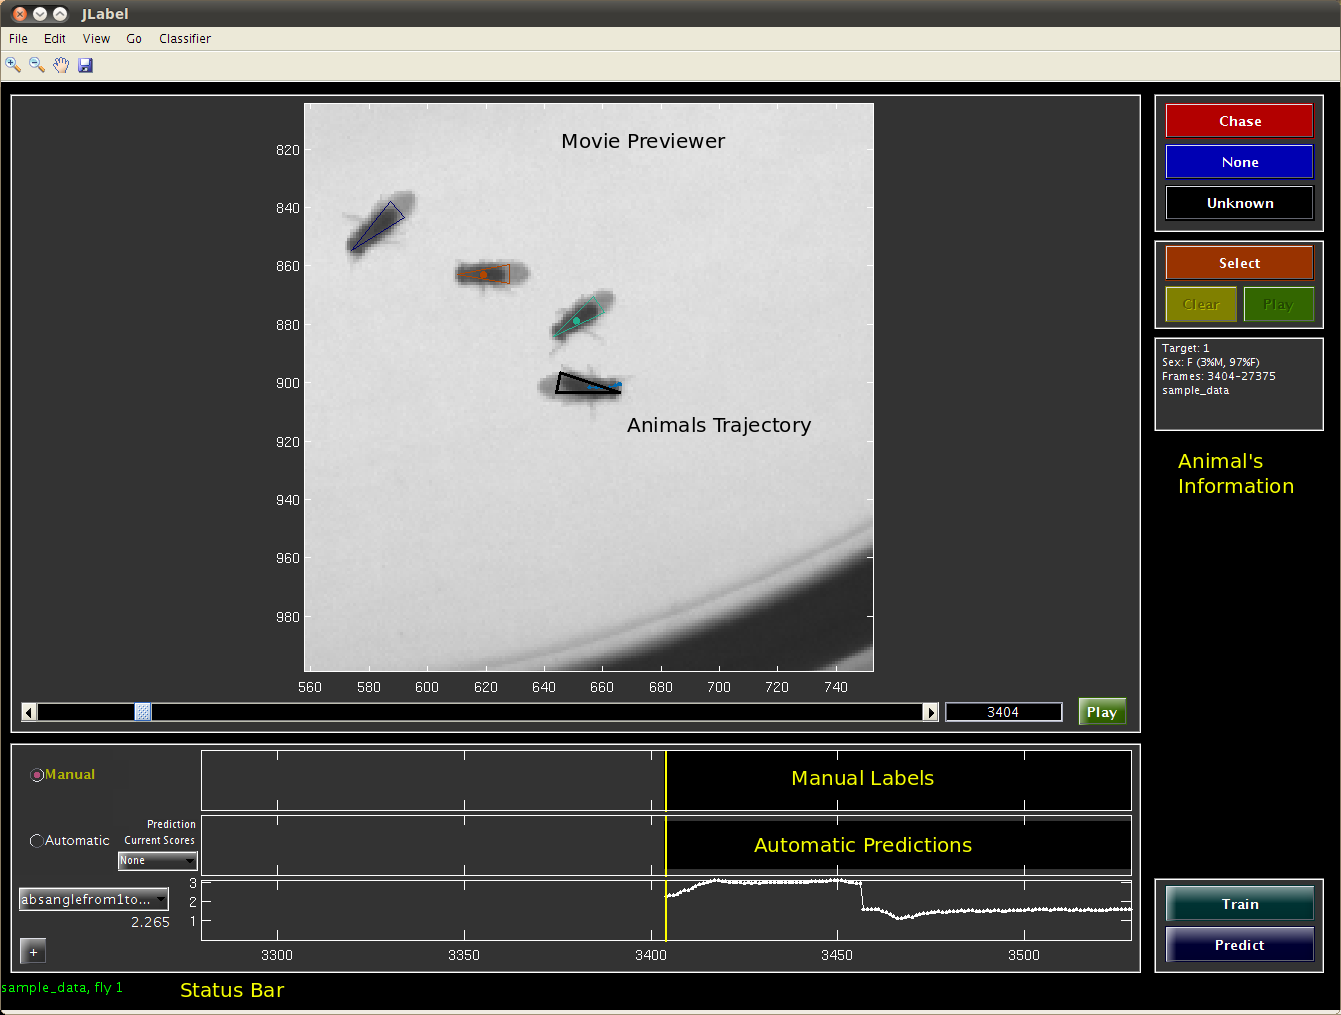 JLabel
File Edit View Go Classifier
Movie Previewer
820
840
860
880
900
920
940
960
980
Animals Trajectory
560 580 600 620 640 660 680 700 720 740
3404
Play
Chase
None
Unknown
Select
Clear Play
Target: 1
Sex: F (3%M, 97%F)
Frames: 3404-27375
sample_data
Animal's
Information
Manual
Manual Labels
Prediction
Automatic Current Scores
None
Automatic Predictions
absanglefrom1to...
2.265
3
2
1
+
3300 3350 3400 3450 3500
Train
Predict
sample_data, fly 1
Status Bar